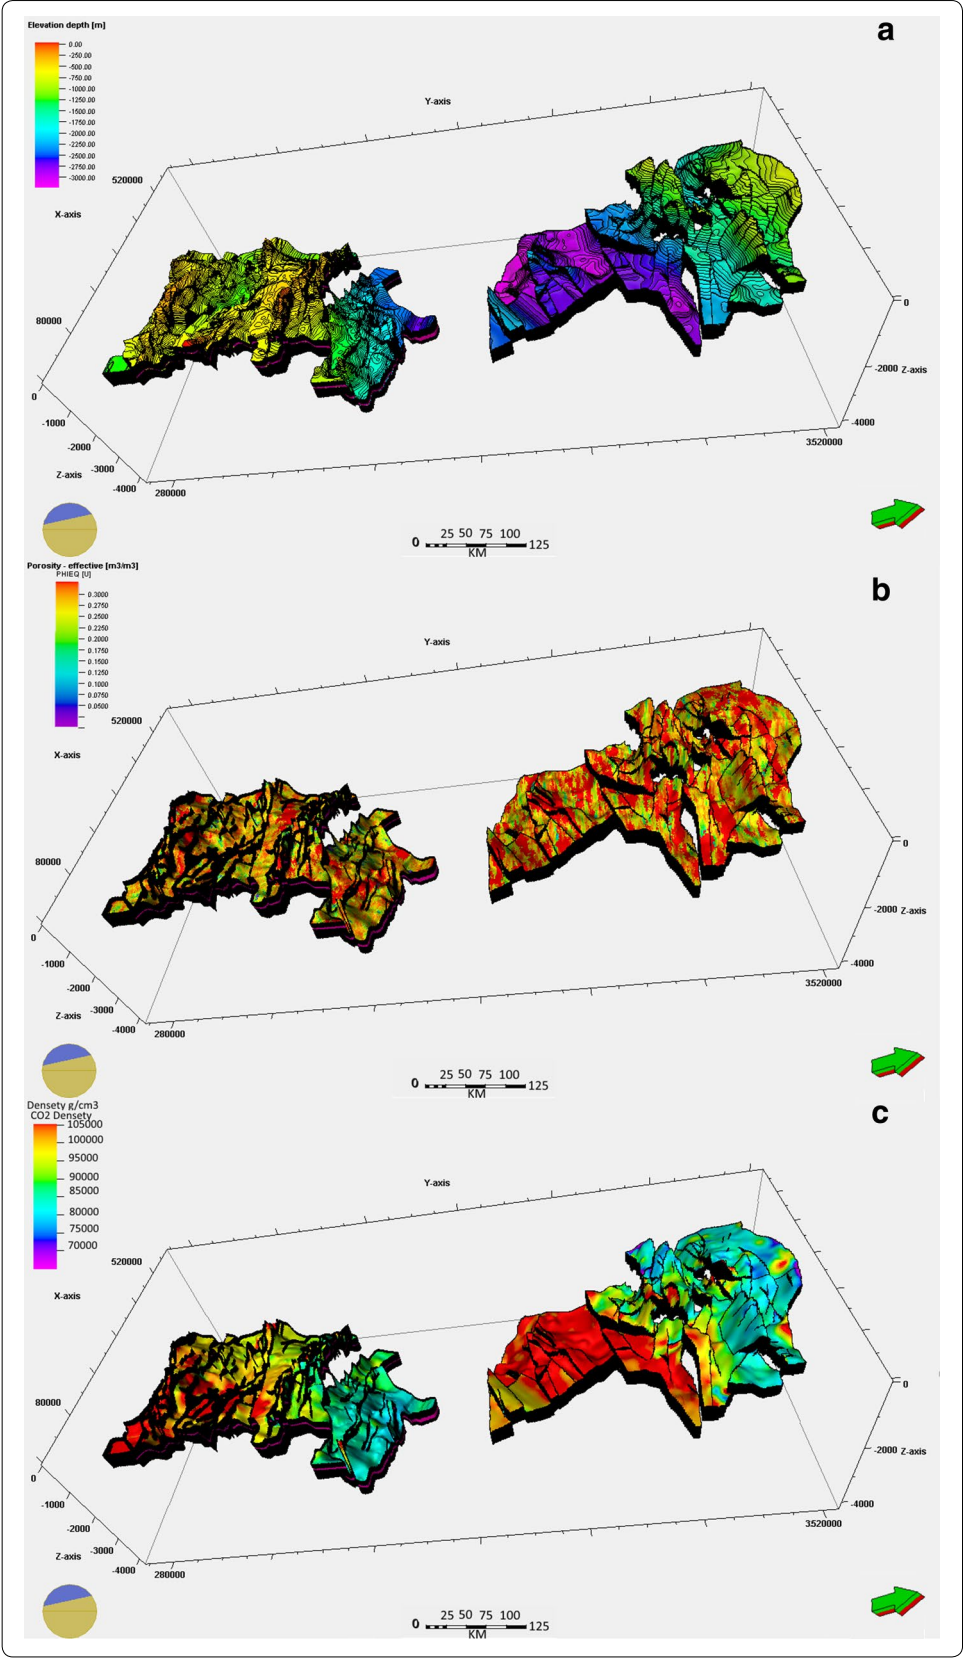 Elevation depth [m]
a
0.00
-250.00
-500.00
-750.00
-1000.00
-1250.00
-1500.00
-1750.00
-2000.00
-2250.00
-2500.00
-2750.00
-3000.00
Y-axis
520000
X-axis
80000
0
-1000
-2000
Z-axis
-3000
-4000
280000
0
-2000 Z-axis
-4000
3520000
0 25 50 75 100 125
KM
Porosity - effective [m3/m3]
PHIEQ [U]
b
0.3000
0.2750
0.2500
0.2250
0.2000
0.1750
0.1500
0.1250
0.1000
0.0750
0.0500
Y-axis
520000
X-axis
80000
0
-1000
-2000
Z-axis
-3000
-4000
280000
0
-2000 Z-axis
-4000
3520000
0 25 50 75 100 125
KM
Densety g/cm3
CO2 Densety
c
105000
100000
95000
90000
85000
80000
75000
70000
Y-axis
520000
X-axis
80000
0
-1000
-2000
Z-axis
-3000
-4000
280000
0
-2000 Z-axis
-4000
3520000
0 25 50 75 100 125
KM